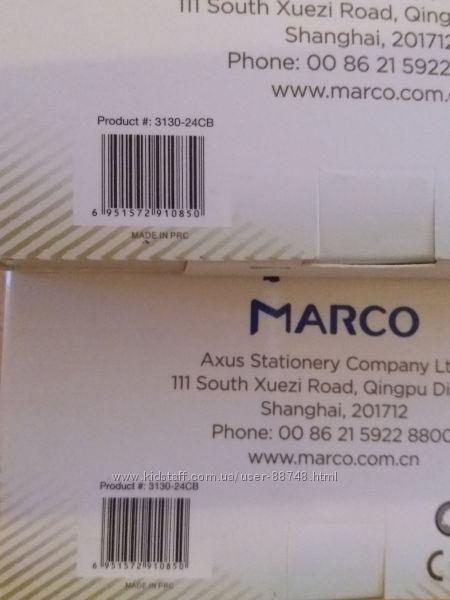 111 South Xuezi Road, Qing
Shanghai, 201712
Phone: 00 86 21 5922
www.marco.com.c
Product #: 3130-24CB
6 951572 910850
MADE IN PRC
MARCO
Axus Stationery Company Lt
111 South Xuezi Road, Qingpu Di
Shanghai, 201712
Phone: 00 86 21 5922 8800
www.marco.com.cn
www.kidstaff.com.ua/user-88748.html
Product #: 3130-24CB
6 951572 910850
MADE IN PRC